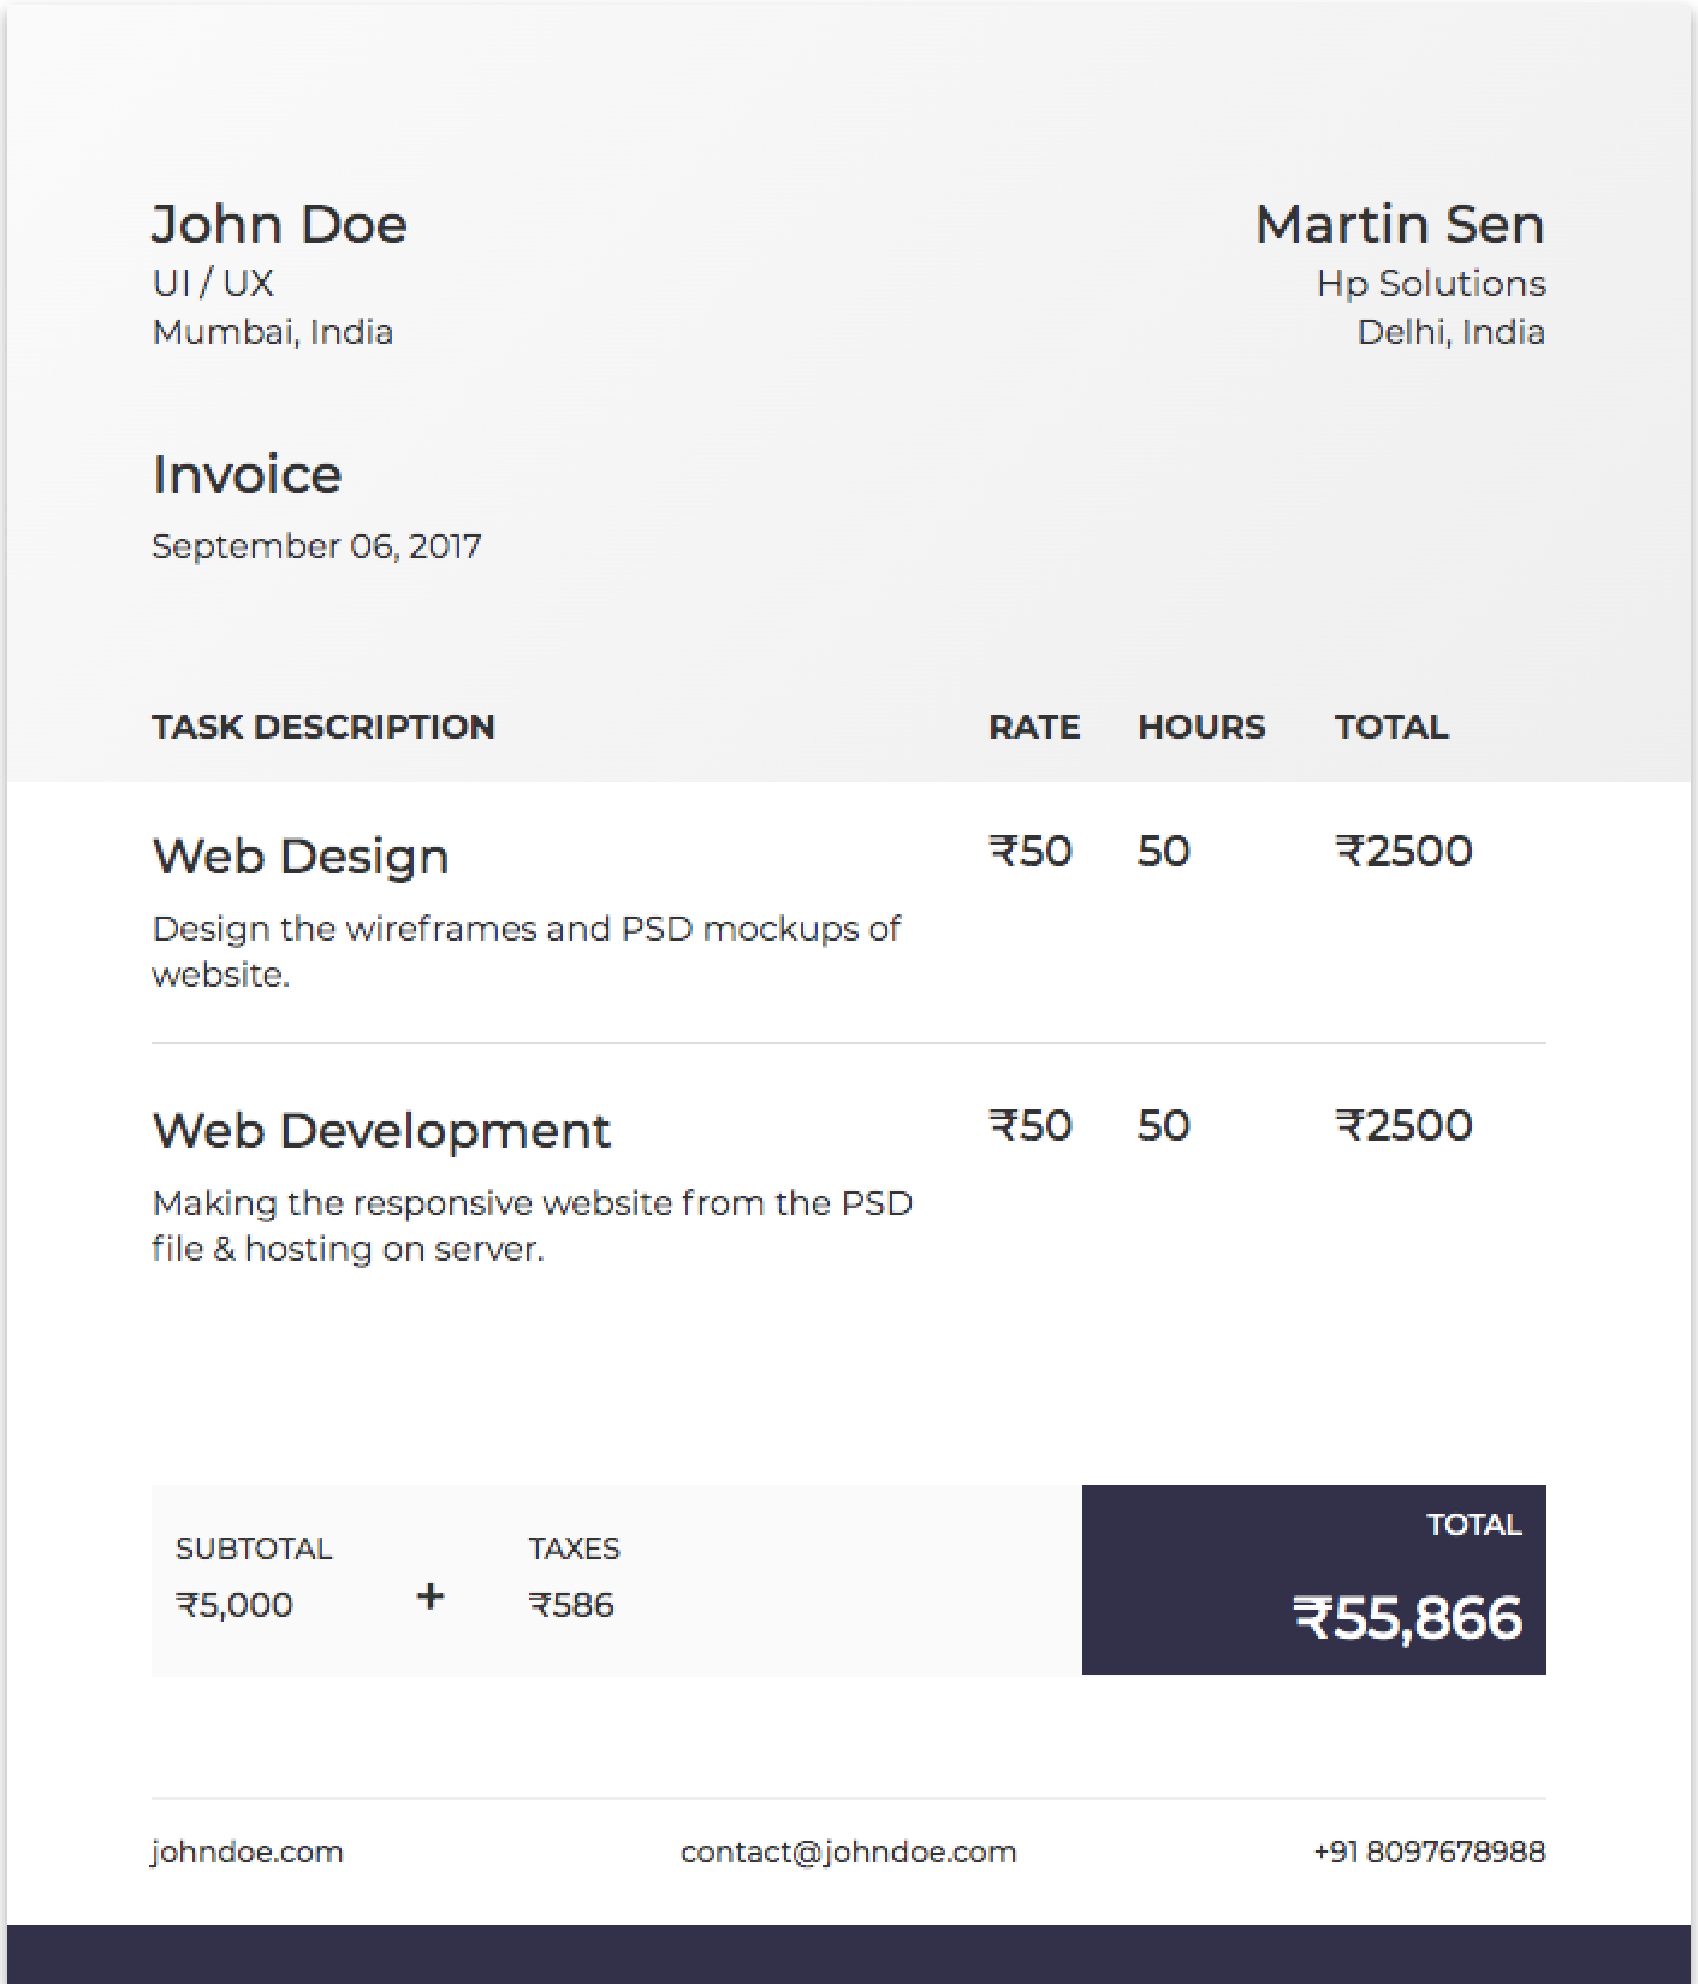 John Doe
UI / UX
Mumbai, India
Martin Sen
Hp Solutions
Delhi, India
Invoice
September 06, 2017
TASK DESCRIPTION RATE HOURS TOTAL
Web Design ₹50 50 ₹2500
Design the wireframes and PSD mockups of
website.
Web Development ₹50 50 ₹2500
Making the responsive website from the PSD
file & hosting on server.
SUBTOTAL
₹5,000
+
TAXES
₹586
TOTAL
₹55,866
johndoe.com contact@johndoe.com +91 8097678988